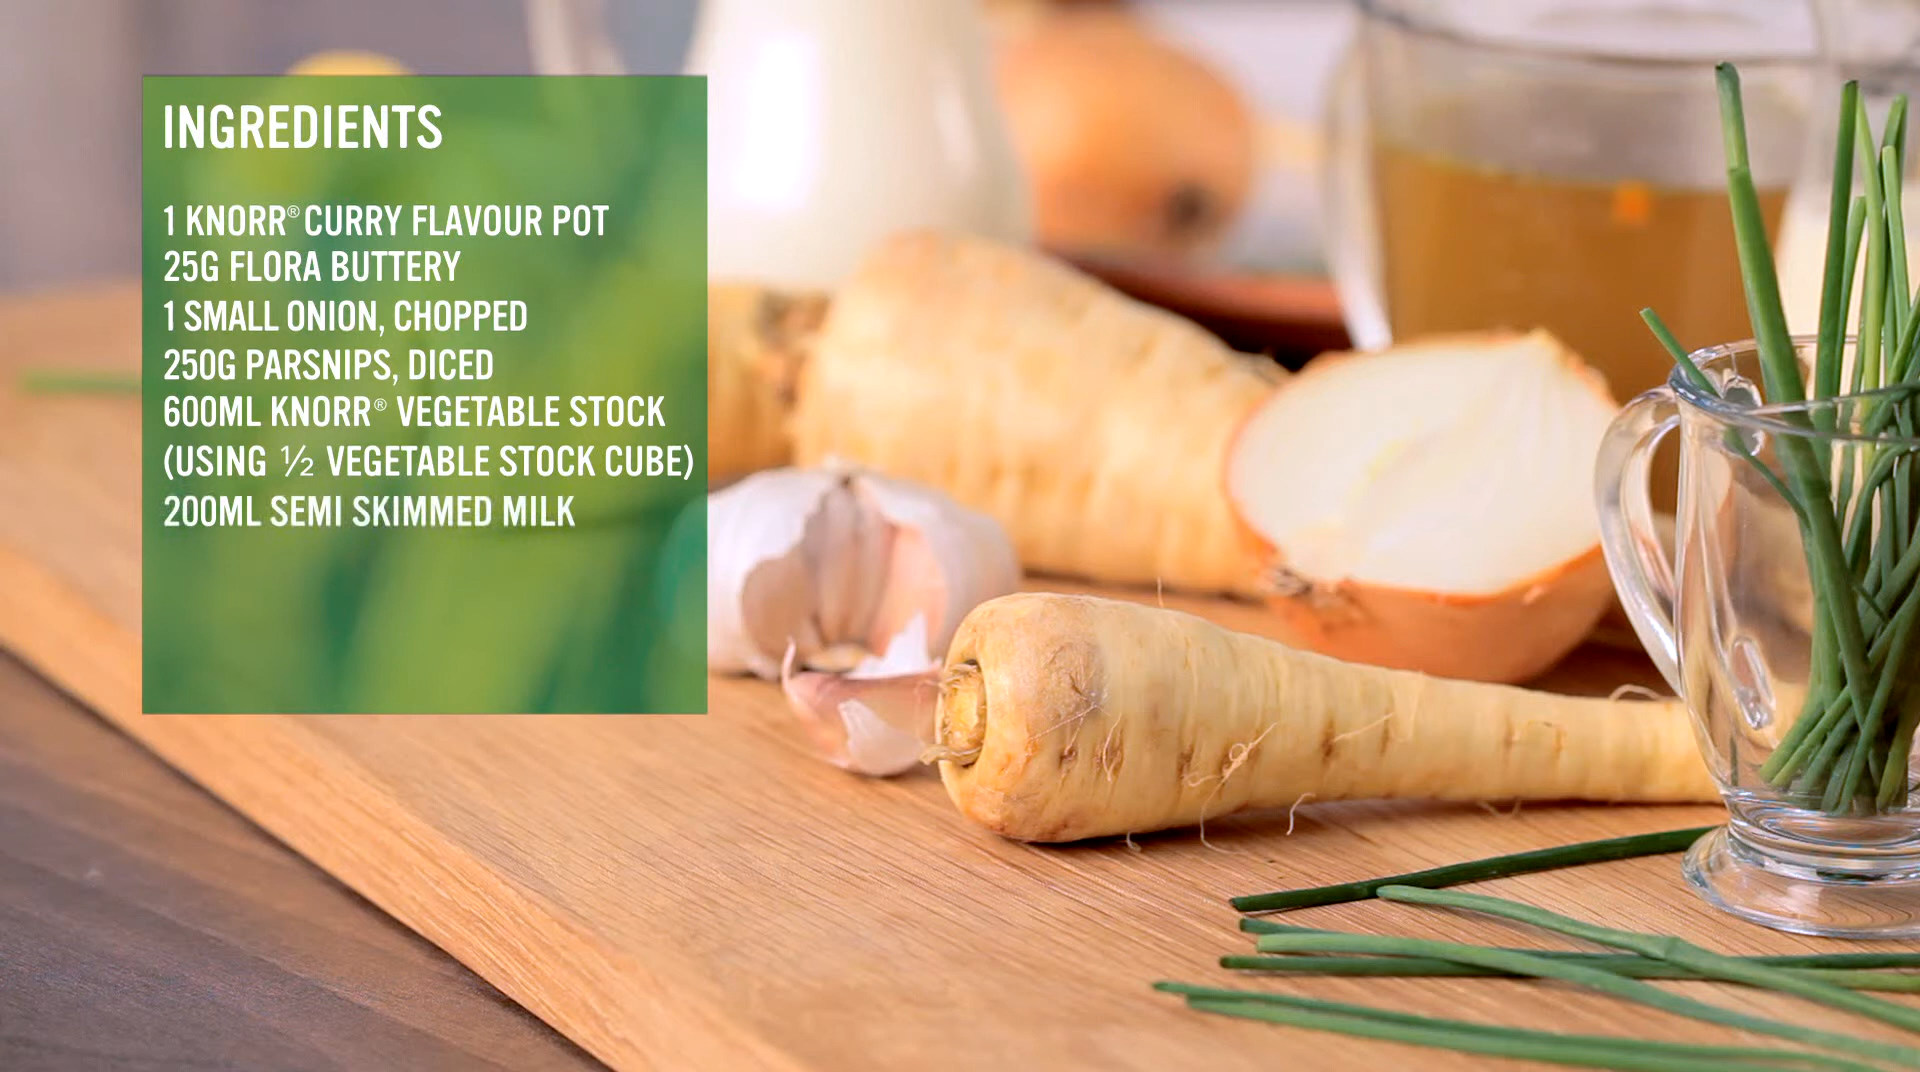 INGREDIENTS
1 KNORR® CURRY FLAVOUR POT
25G FLORA BUTTERY
1 SMALL ONION, CHOPPED
250G PARSNIPS, DICED
600ML KNORR® VEGETABLE STOCK
(USING ½ VEGETABLE STOCK CUBE)
200ML SEMI SKIMMED MILK